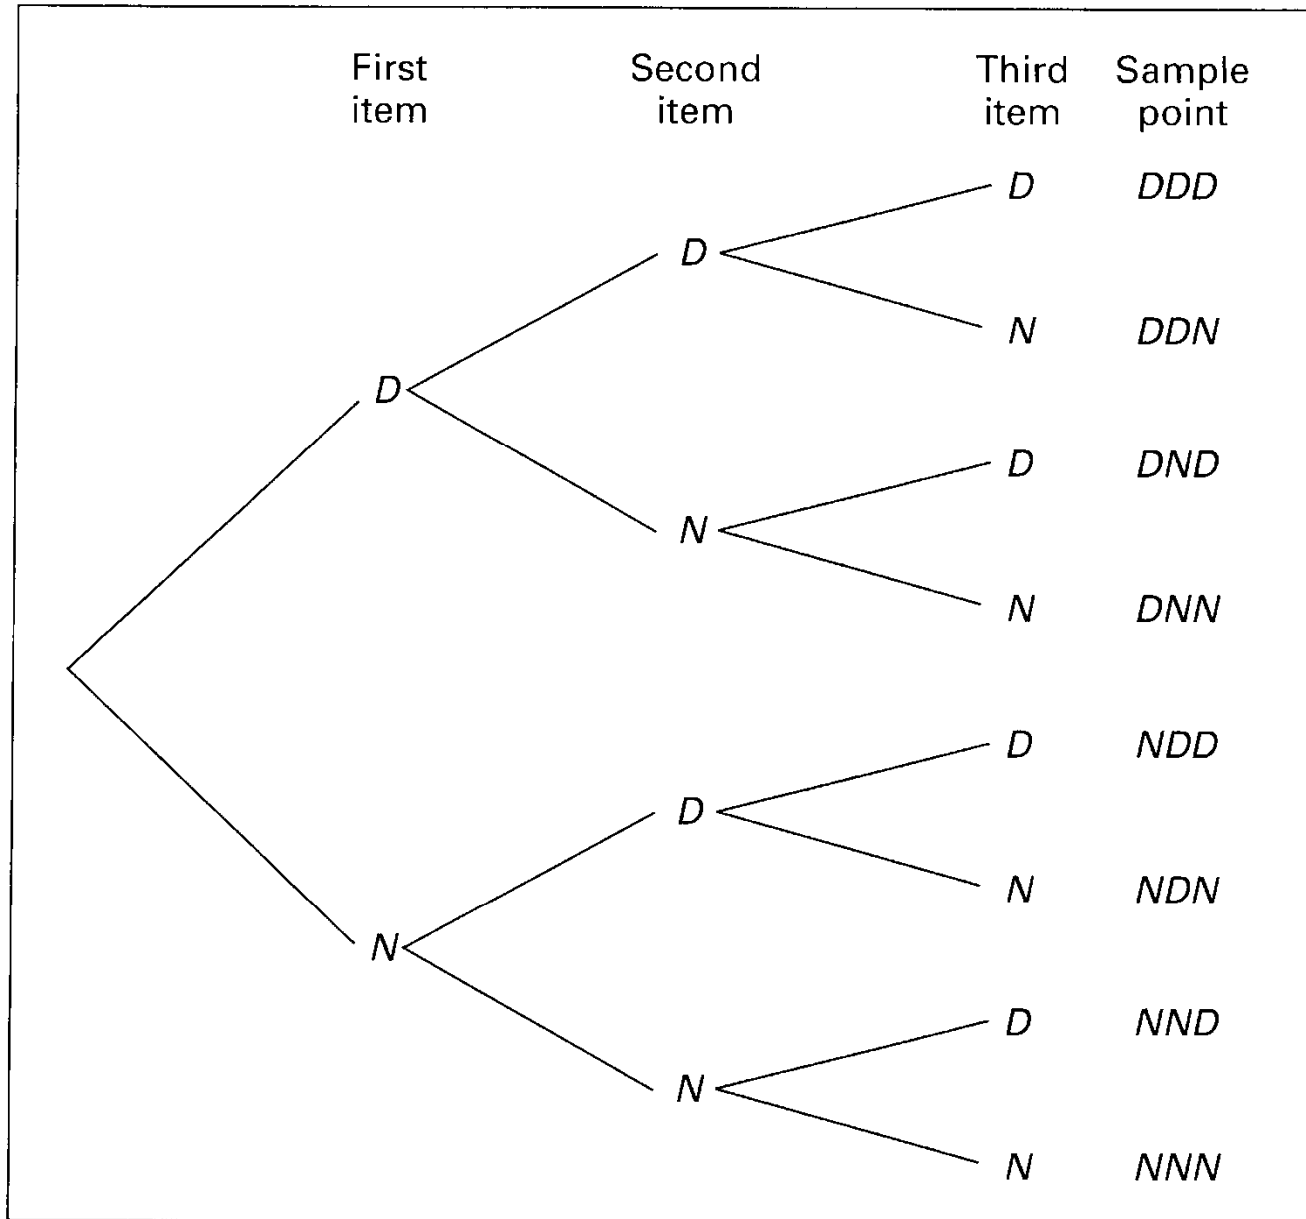 First Second Third Sample
item item item point
D DDD
D
N DDN
D
D DND
N
N DNN
D NDD
D
N NDN
N
D NND
N
N NNN